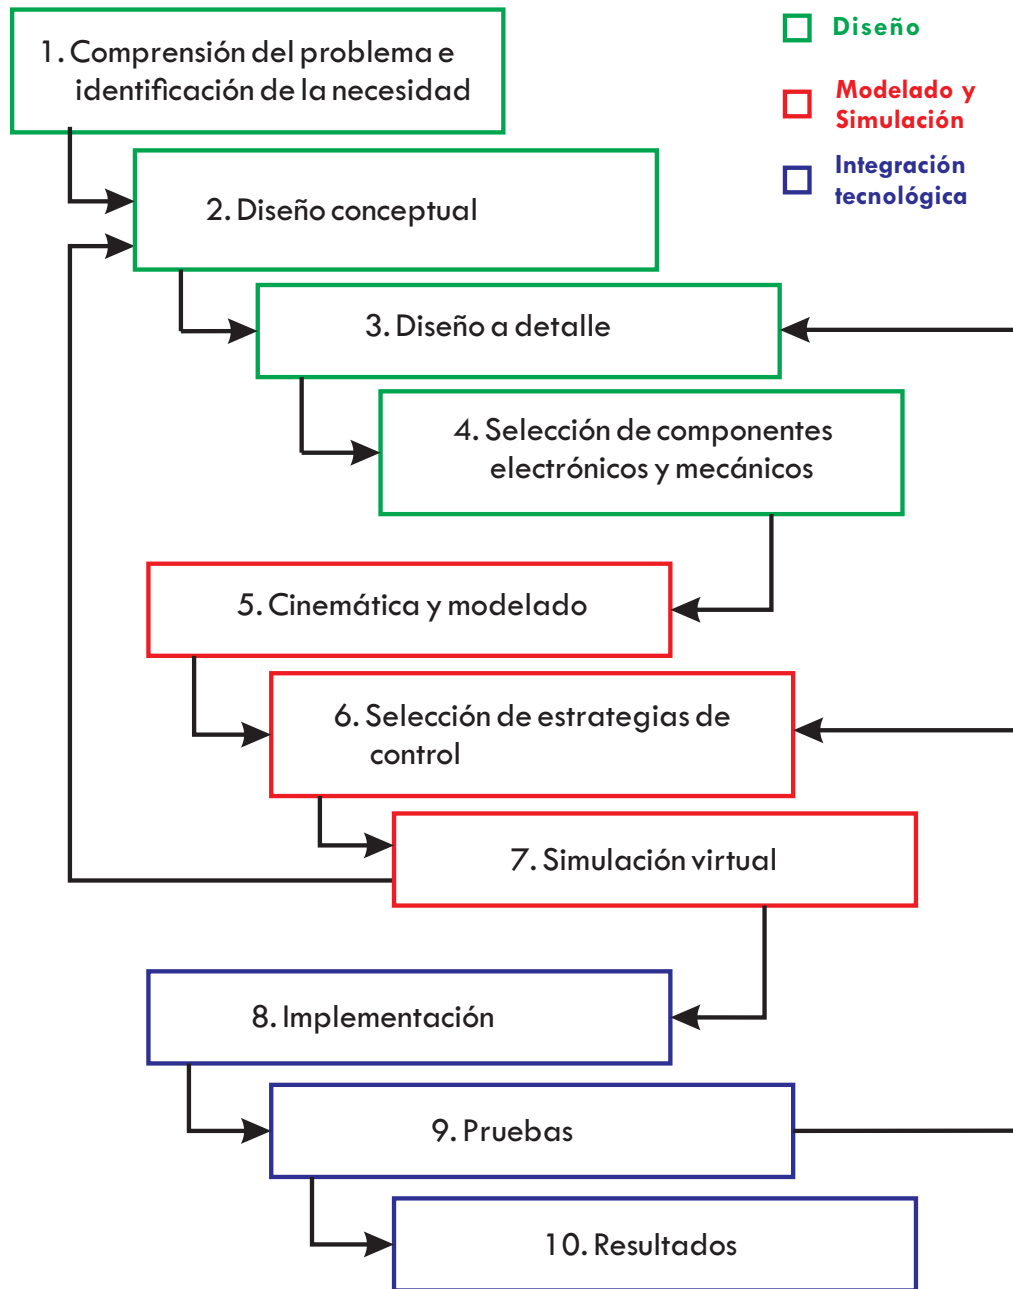 1. Comprensión del problema e
identificación de la necesidad
Diseño
Modelado y
Simulación
Integración
tecnológica
2. Diseño conceptual
3. Diseño a detalle
4. Selección de componentes
electrónicos y mecánicos
5. Cinemática y modelado
6. Selección de estrategias de
control
7. Simulación virtual
8. Implementación
9. Pruebas
10. Resultados